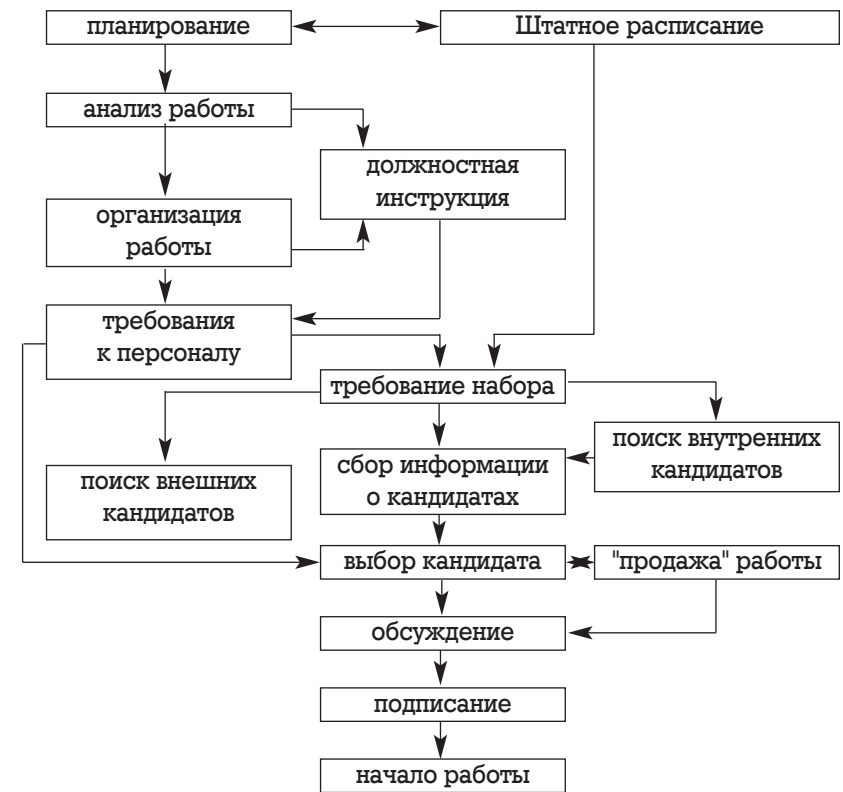 планирование
Штатное расписание
анализ работы
должностная
инструкция
организация
работы
требования
к персоналу
требование набора
поиск внутренних
кандидатов
сбор информации
о кандидатах
поиск внешних
кандидатов
выбор кандидата
"продажа" работы
обсуждение
подписание
начало работы